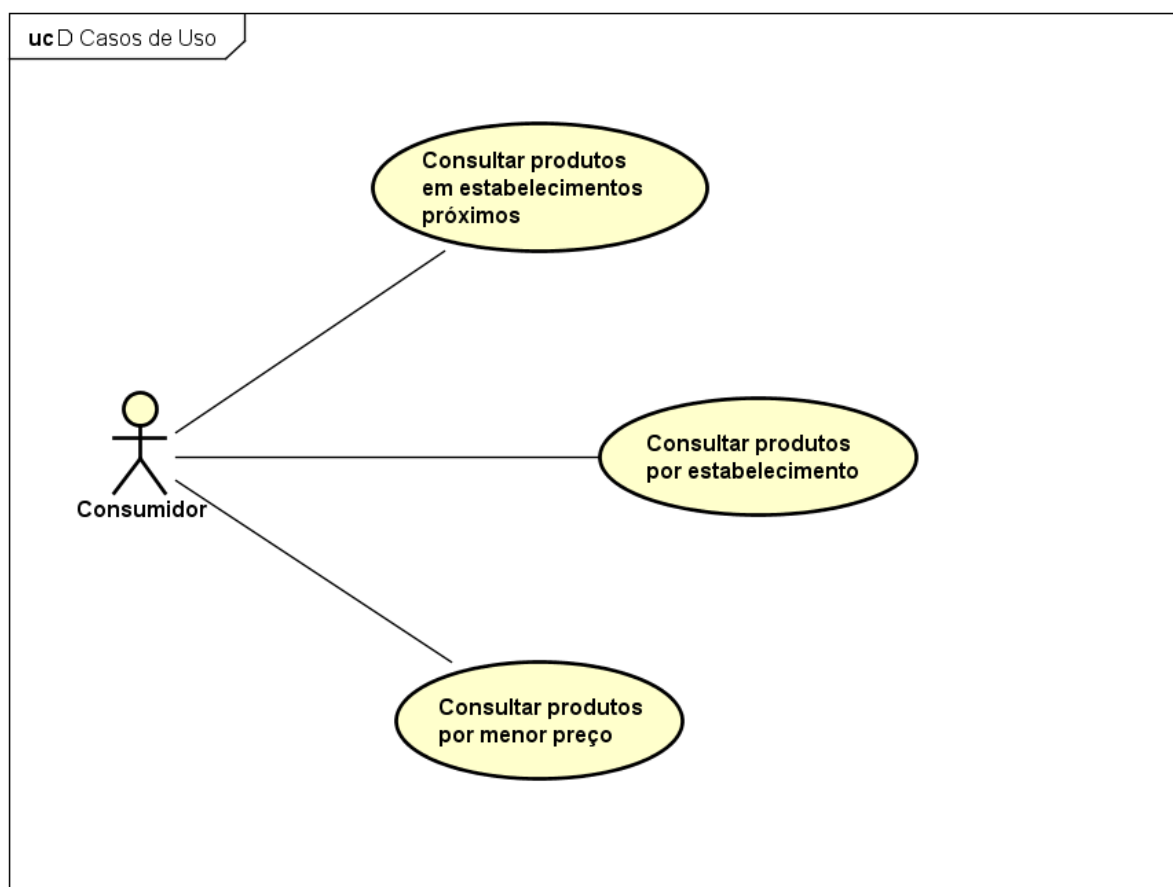 uc D Casos de Uso
Consultar produtos
em estabelecimentos
próximos
Consultar produtos
por estabelecimento
Consumidor
Consultar produtos
por menor preço